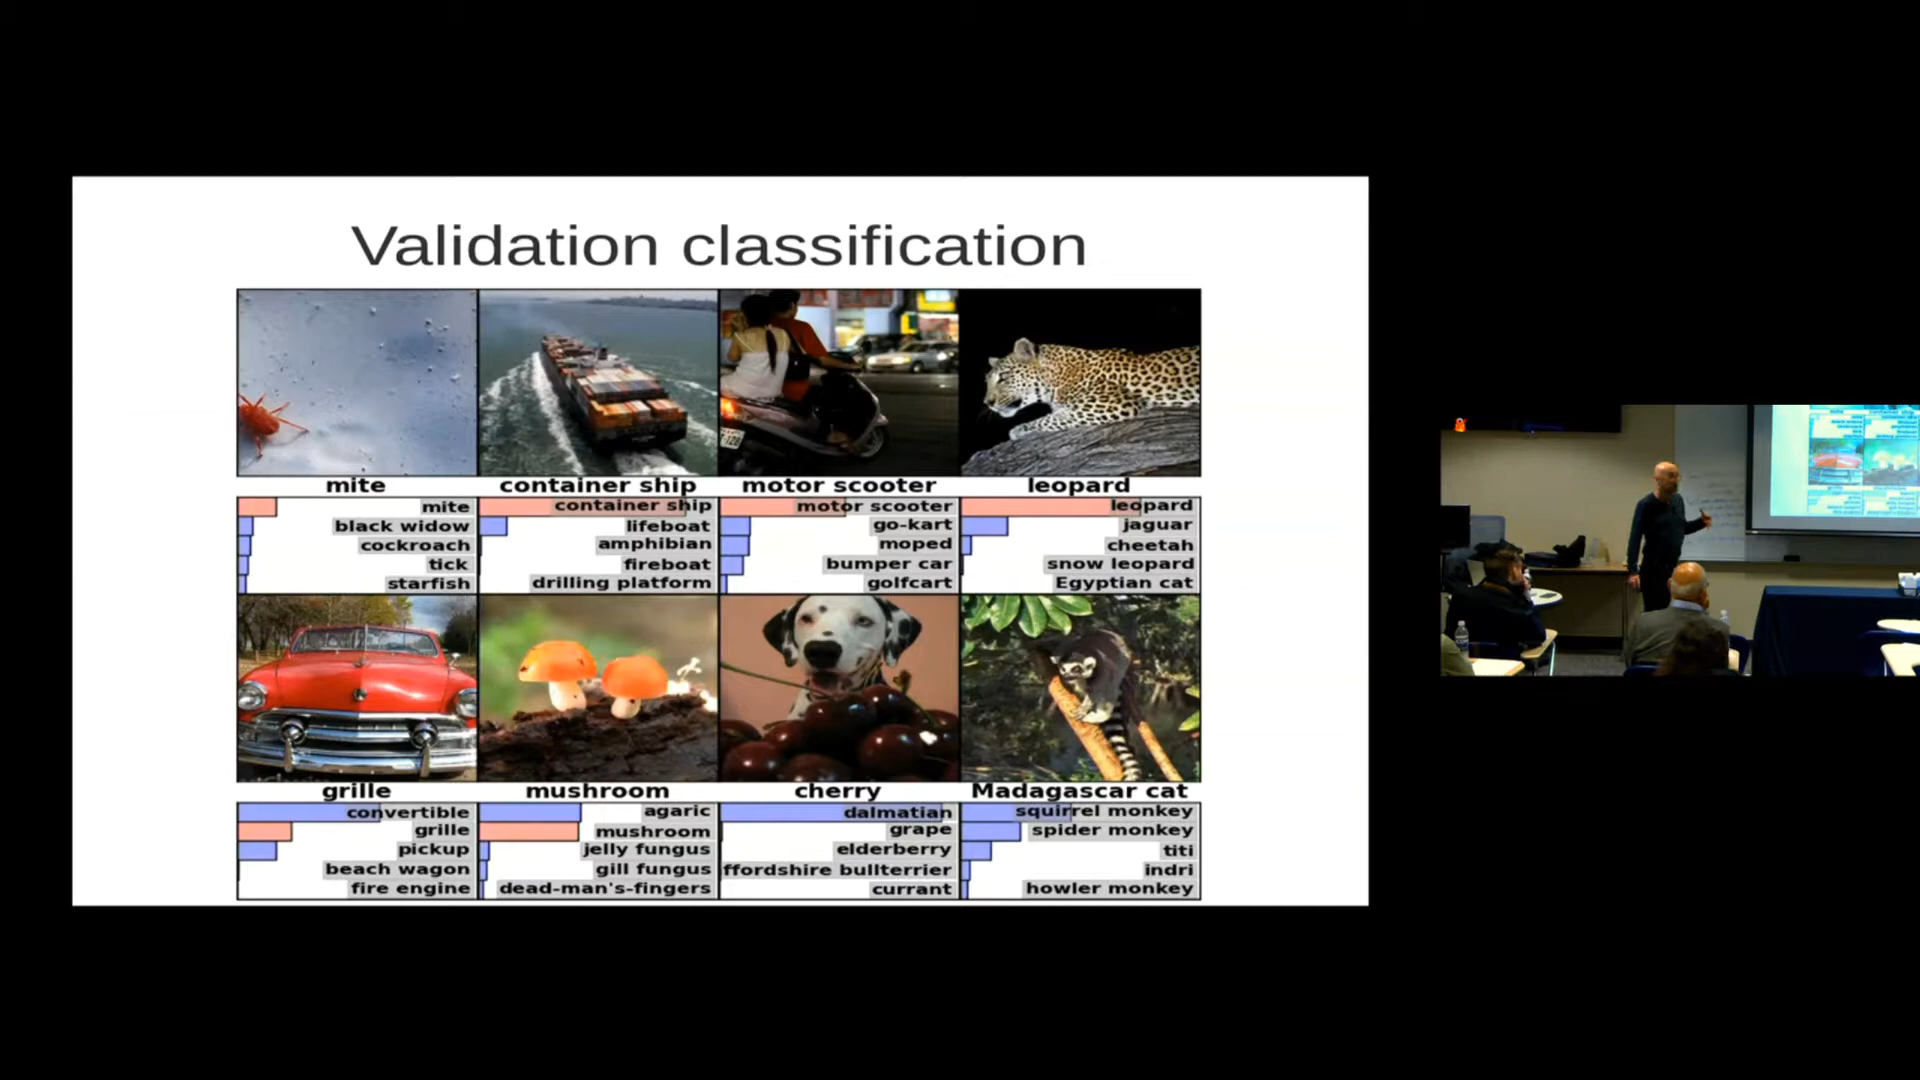 Validation classification
mite container ship motor scooter leopard
mite container ship motor scooter leopard
black widow lifeboat go-kart jaguar
cockroach amphibian moped cheetah
tick fireboat bumper car snow leopard
starfish drilling platform golfcart Egyptian cat
grille mushroom cherry Madagascar cat
convertible agaric dalmatian squirrel monkey
grille mushroom grape spider monkey
pickup jelly fungus elderberry titi
beach wagon gill fungus ffordshire bullterrier indri
fire engine dead-man's-fingers currant howler monkey